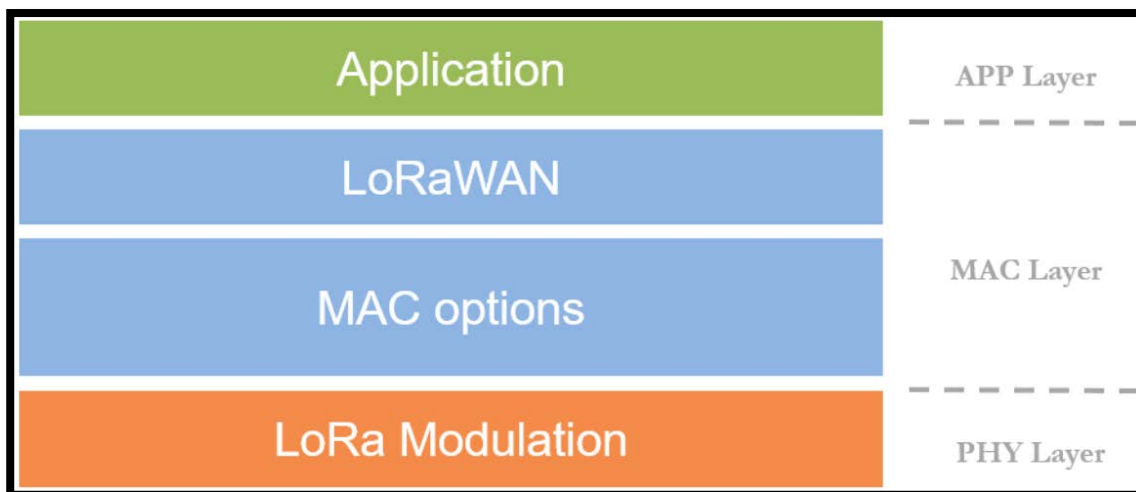 Application
APP Layer
LoRaWAN
MAC options
MAC Layer
LoRa Modulation
PHY Layer